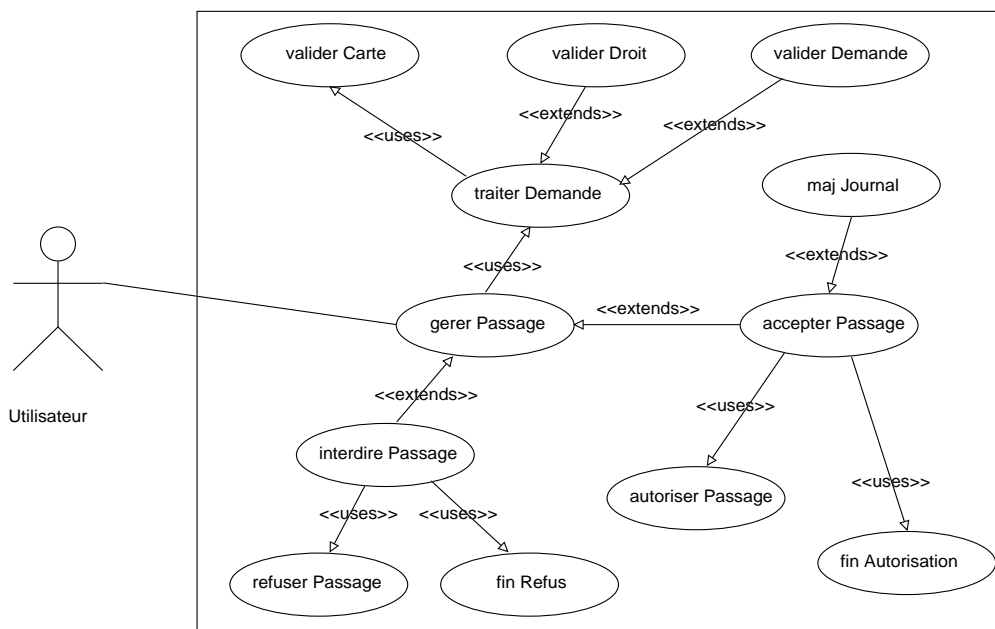 valider Carte
valider Droit
valider Demande
<<extends>>
<<extends>>
<<uses>>
traiter Demande
maj Journal
<<uses>>
<<extends>>
<<extends>>
gerer Passage
accepter Passage
<<extends>>
<<uses>>
Utilisateur
interdire Passage
<<uses>>
autoriser Passage
<<uses>>
<<uses>>
fin Autorisation
refuser Passage
fin Refus